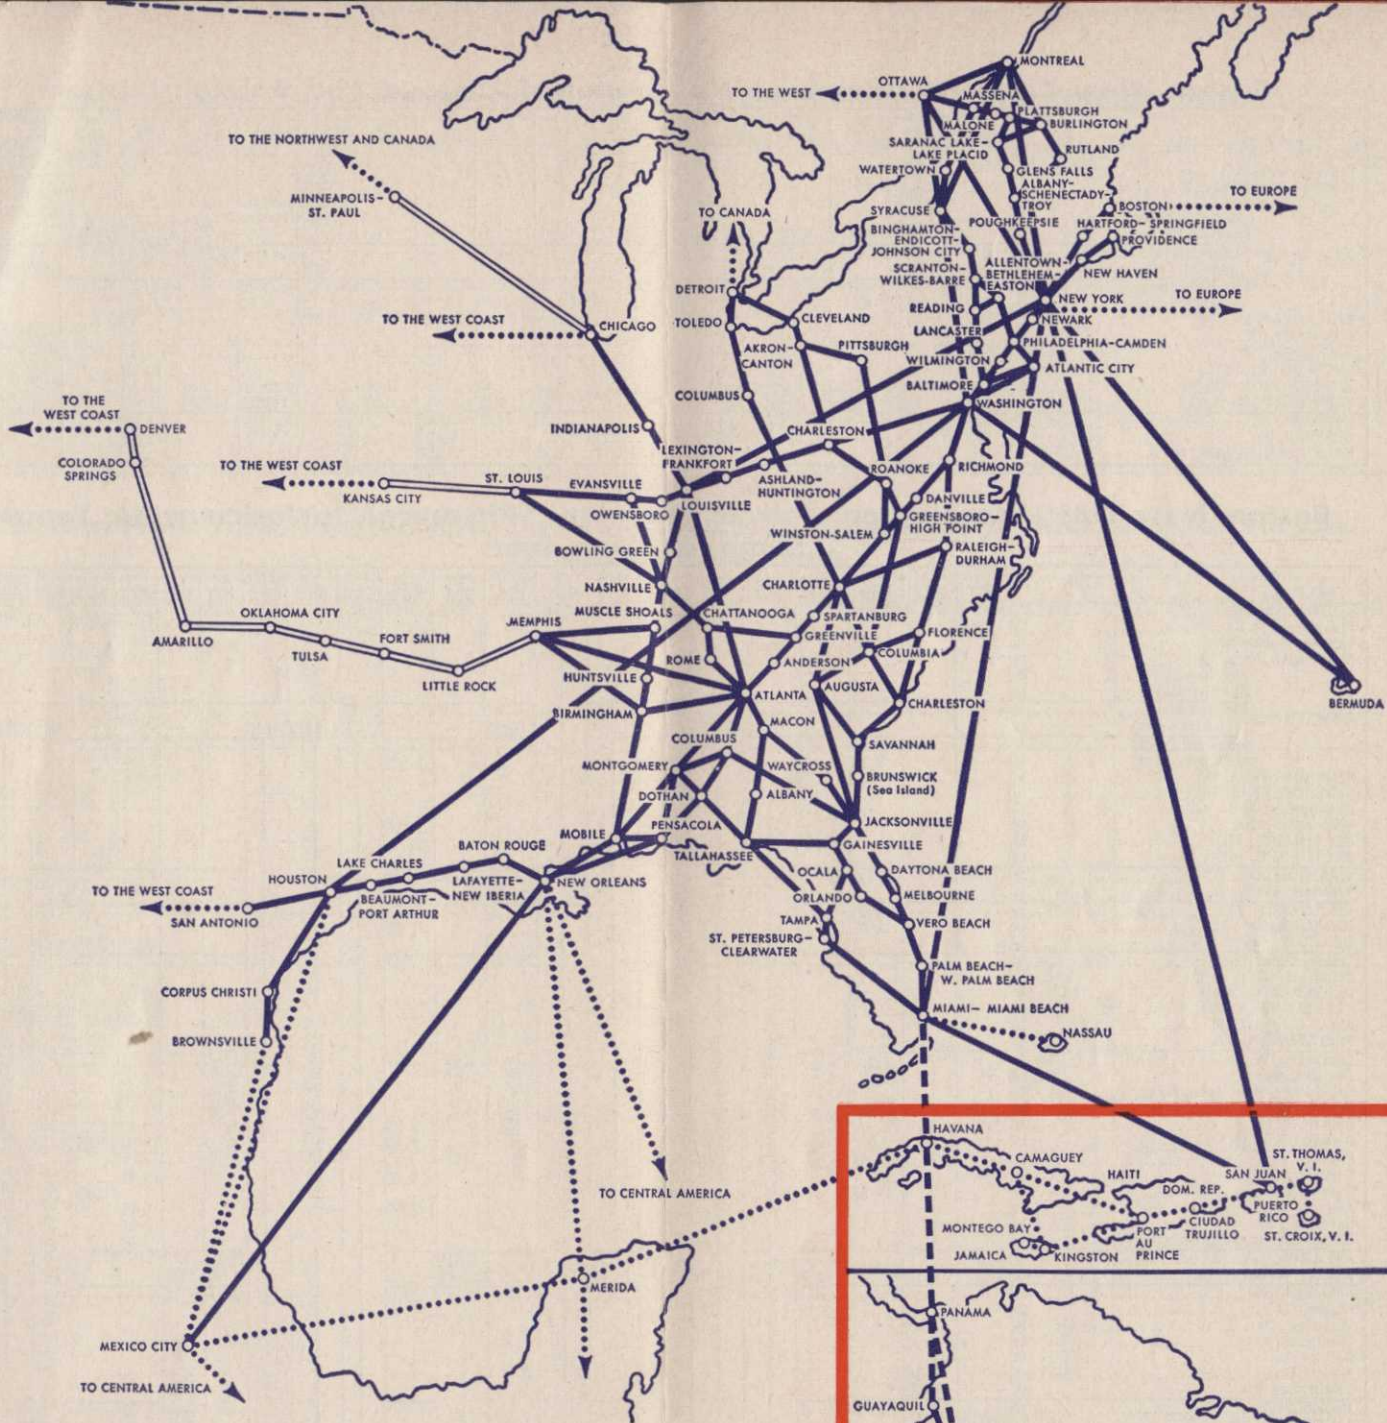 MONTREAL
OTTAWA
TO THE WEST
MASSENA
PLATTSBURGH
MALONE
BURLINGTON
SARANAC LAKE–
LAKE PLACID
RUTLAND
WATERTOWN
GLENS FALLS
ALBANY–
SCHENECTADY–
TROY
TO THE NORTHWEST AND CANADA
MINNEAPOLIS–
ST. PAUL
TO CANADA
SYRACUSE
POUGHKEEPSIE
BOSTON
TO EUROPE
HARTFORD– SPRINGFIELD
PROVIDENCE
BINGHAMTON–
ENDICOTT–
JOHNSON CITY
ALLENTOWN–
BETHLEHEM–
EASTON
NEW HAVEN
SCRANTON–
WILKES-BARRE
DETROIT
NEW YORK
TO EUROPE
READING
TO THE WEST COAST
CHICAGO
TOLEDO
CLEVELAND
NEWARK
LANCASTER
AKRON–
CANTON
PITTSBURGH
PHILADELPHIA–CAMDEN
WILMINGTON
ATLANTIC CITY
BALTIMORE
COLUMBUS
WASHINGTON
TO THE
WEST COAST
DENVER
INDIANAPOLIS
CHARLESTON
COLORADO
SPRINGS
TO THE WEST COAST
KANSAS CITY
ST. LOUIS
EVANSVILLE
OWENSBORO
LEXINGTON–
FRANKFORT
LOUISVILLE
ASHLAND–
HUNTINGTON
ROANOKE
RICHMOND
DANVILLE
GREENSBORO–
HIGH POINT
WINSTON-SALEM
BOWLING GREEN
RALEIGH–
DURHAM
NASHVILLE
CHARLOTTE
OKLAHOMA CITY
AMARILLO
TULSA
FORT SMITH
LITTLE ROCK
MEMPHIS
MUSCLE SHOALS
CHATTANOOGA
SPARTANBURG
GREENVILLE
FLORENCE
COLUMBIA
ROME
ANDERSON
HUNTSVILLE
ATLANTA
AUGUSTA
BERMUDA
BIRMINGHAM
CHARLESTON
MACON
COLUMBUS
SAVANNAH
MONTGOMERY
WAYCROSS
BRUNSWICK
(Sea Island)
DOTHAN
ALBANY
JACKSONVILLE
MOBILE
PENSACOLA
TALLAHASSEE
GAINESVILLE
BATON ROUGE
LAKE CHARLES
HOUSTON
LAFAYETTE–
NEW IBERIA
NEW ORLEANS
OCALA
DAYTONA BEACH
TO THE WEST COAST
SAN ANTONIO
BEAUMONT–
PORT ARTHUR
ORLANDO
MELBOURNE
TAMPA
VERO BEACH
ST. PETERSBURG–
CLEARWATER
PALM BEACH–
W. PALM BEACH
CORPUS CHRISTI
MIAMI– MIAMI BEACH
BROWNSVILLE
NASSAU
HAVANA
CAMAGUEY
HAITI
DOM. REP.
SAN JUAN
ST. THOMAS,
V. I.
TO CENTRAL AMERICA
PUERTO
RICO
MONTEGO BAY
JAMAICA
KINGSTON
PORT
AU
PRINCE
CIUDAD
TRUJILLO
ST. CROIX, V. I.
MERIDA
PANAMA
MEXICO CITY
TO CENTRAL AMERICA
GUAYAQUIL